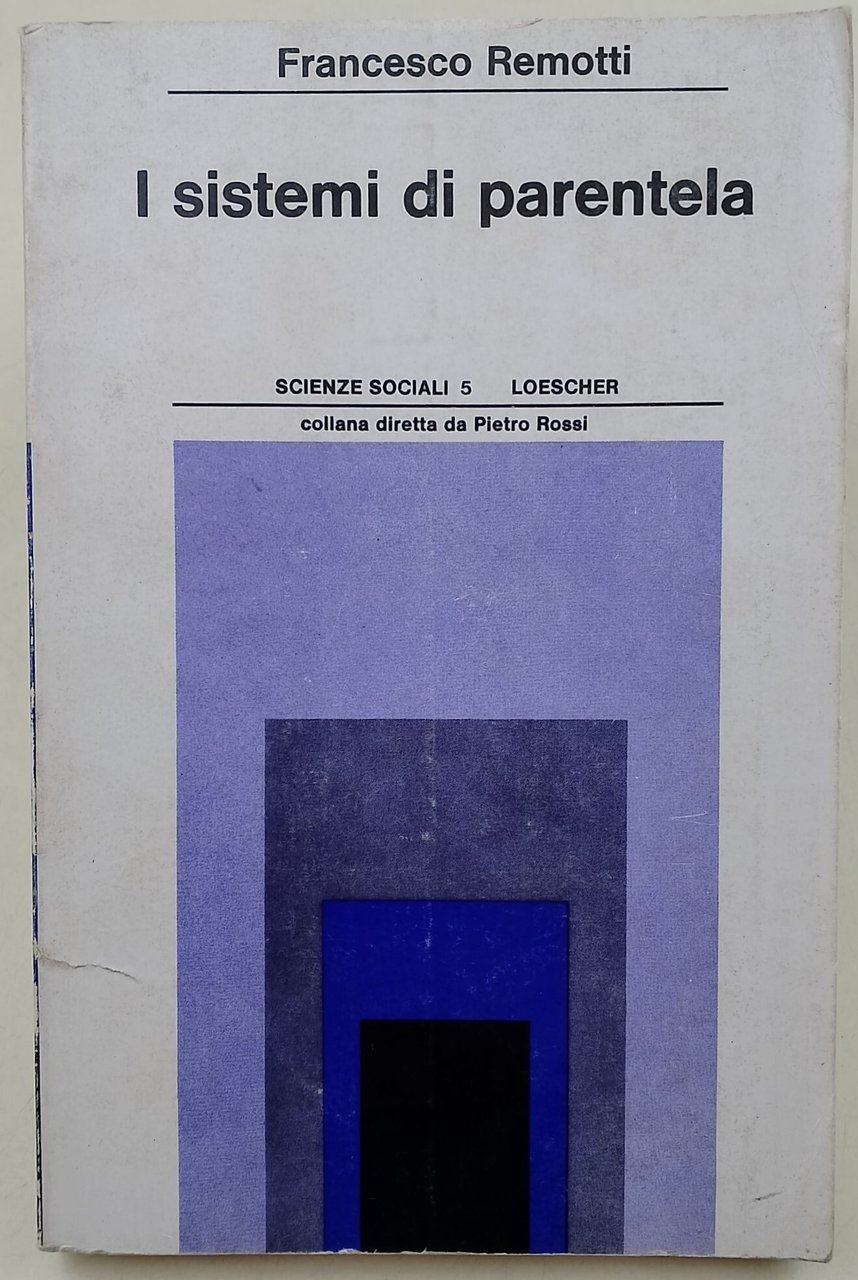 Francesco Remotti
I sistemi di parentela
SCIENZE SOCIALI 5 LOESCHER
collana diretta da Pietro Rossi